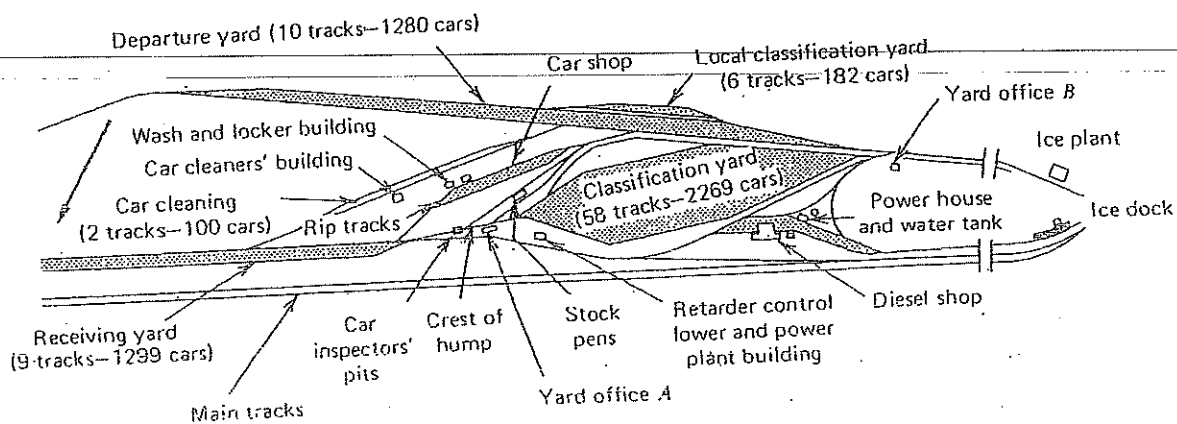 Departure yard (10 tracks–1280 cars)
Car shop
Local classification yard
(6 tracks–182 cars)
Yard office B
Ice plant
Wash and locker building
Car cleaners' building
Car cleaning
(2 tracks–100 cars)
Rip tracks
Classification yard
(58 tracks–2269 cars)
Power house
and water tank
Ice dock
Receiving yard
(9 tracks–1299 cars)
Car
inspectors'
pits
Crest of
hump
Stock
pens
Retarder control
lower and power
plant building
Diesel shop
Yard office A
Main tracks